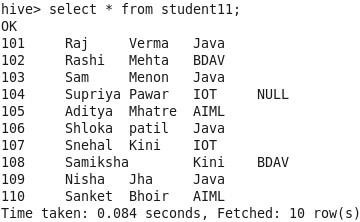 hive> select * from student11;
OK
101 Raj Verma Java
102 Rashi Mehta BDAV
103 Sam Menon Java
104 Supriya Pawar IOT NULL
105 Aditya Mhatre AIML
106 Shloka patil Java
107 Snehal Kini IOT
108 Samiksha Kini BDAV
109 Nisha Jha Java
110 Sanket Bhoir AIML
Time taken: 0.084 seconds, Fetched: 10 row(s)